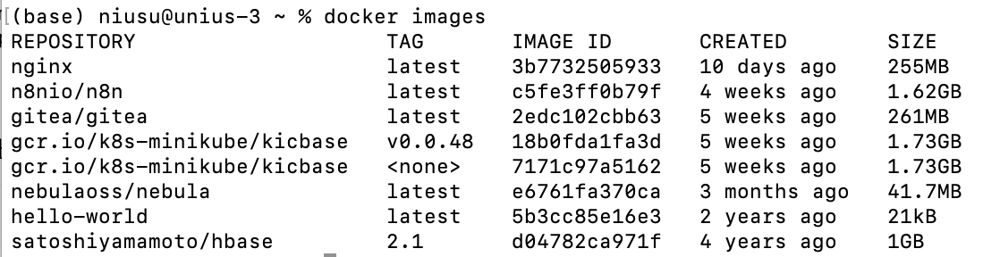 (base) niusu@unius-3 ~ % docker images
REPOSITORY TAG IMAGE ID CREATED SIZE
nginx latest 3b7732505933 10 days ago 255MB
n8nio/n8n latest c5fe3ff0b79f 4 weeks ago 1.62GB
gitea/gitea latest 2edc102cbb63 5 weeks ago 261MB
gcr.io/k8s-minikube/kicbase v0.0.48 18b0fda1fa3d 5 weeks ago 1.73GB
gcr.io/k8s-minikube/kicbase <none> 7171c97a5162 5 weeks ago 1.73GB
nebulaoss/nebula latest e6761fa370ca 3 months ago 41.7MB
hello-world latest 5b3cc85e16e3 2 years ago 21kB
satoshiyamamoto/hbase 2.1 d04782ca971f 4 years ago 1GB